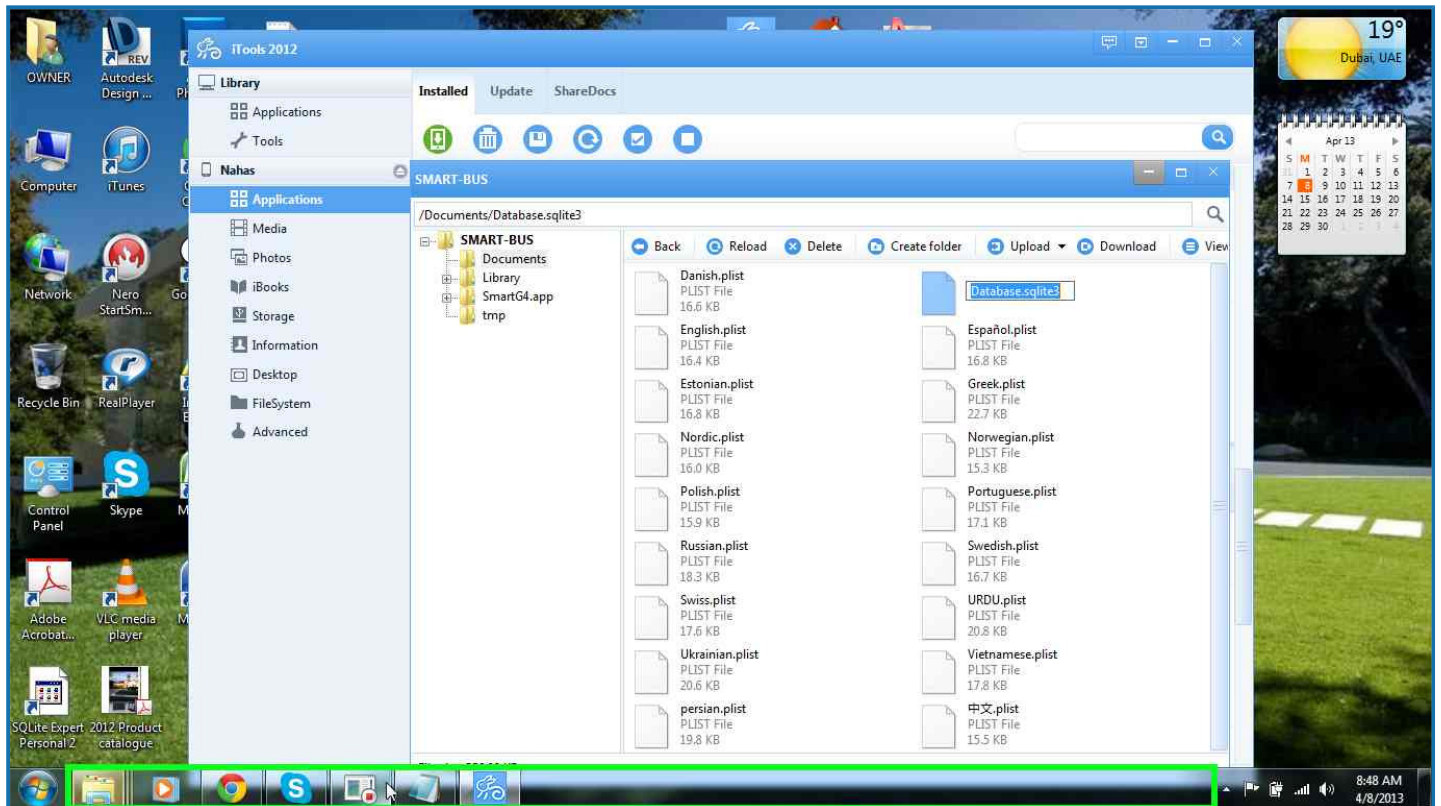 OWNER
Autodesk
Design ...
REV
Computer
iTunes
Network
Nero
StartSm...
Go
Recycle Bin
RealPlayer
Control
Panel
Skype
Adobe
Acrobat...
VLC media
player
SQLite Expert
Personal 2
2012 Product
catalogue
iTools 2012
Library
Applications
Tools
Nahas
Applications
Media
Photos
iBooks
Storage
Information
Desktop
FileSystem
Advanced
Installed Update ShareDocs
SMART-BUS
/Documents/Database.sqlite3
SMART-BUS
Documents
Library
SmartG4.app
tmp
Back Reload Delete Create folder Upload Download View
Danish.plist
PLIST File
16.6 KB
Database.sqlite3
English.plist
PLIST File
16.4 KB
Español.plist
PLIST File
16.8 KB
Estonian.plist
PLIST File
16.8 KB
Greek.plist
PLIST File
22.7 KB
Nordic.plist
PLIST File
16.0 KB
Norwegian.plist
PLIST File
15.3 KB
Polish.plist
PLIST File
15.9 KB
Portuguese.plist
PLIST File
17.1 KB
Russian.plist
PLIST File
18.3 KB
Swedish.plist
PLIST File
16.7 KB
Swiss.plist
PLIST File
17.6 KB
URDU.plist
PLIST File
20.8 KB
Ukrainian.plist
PLIST File
20.6 KB
Vietnamese.plist
PLIST File
17.8 KB
persian.plist
PLIST File
19.8 KB
中文.plist
PLIST File
15.5 KB
19°
Dubai, UAE
Apr 13
S M T W T F S
31 1 2 3 4 5 6
7 8 9 10 11 12 13
14 15 16 17 18 19 20
21 22 23 24 25 26 27
28 29 30 1 2 3 4
8:48 AM
4/8/2013